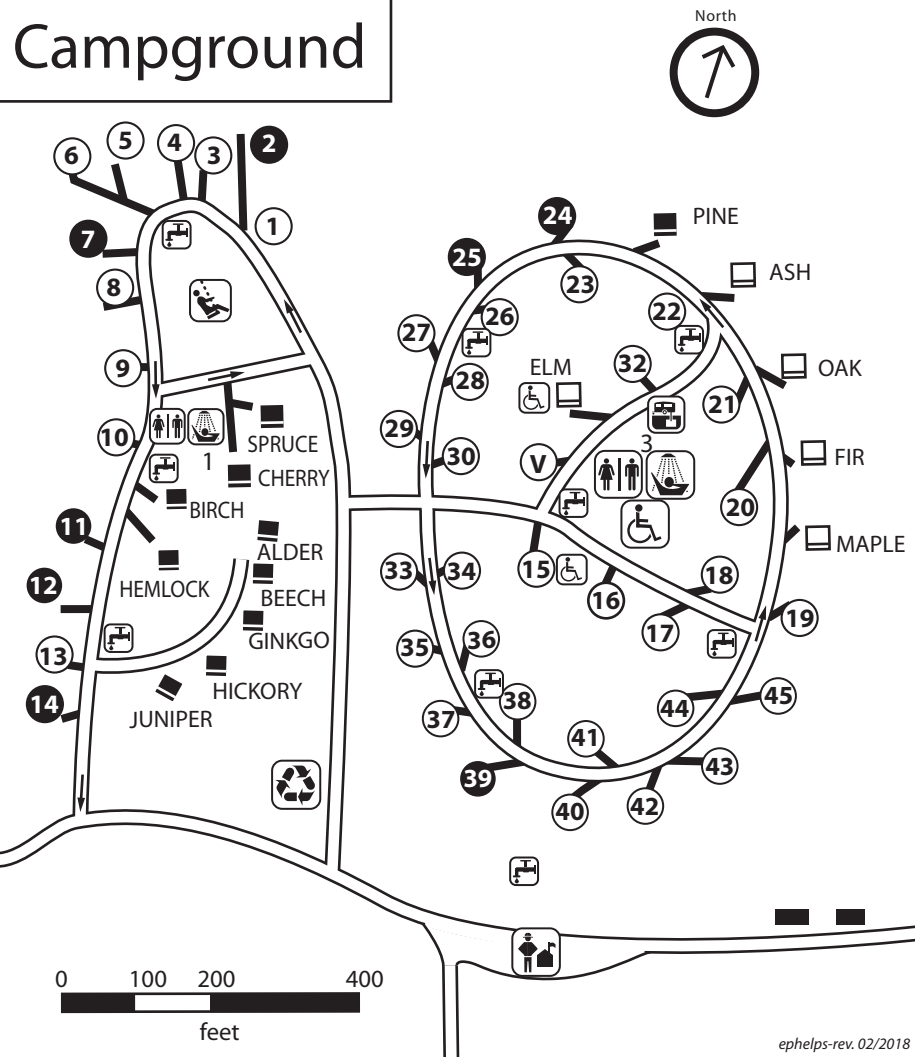 Campground
North
2
5
4
3
6
1
7
8
24
PINE
25
23
ASH
22
26
27
ELM
32
OAK
28
9
21
29
10
SPRUCE
30
3
FIR
1
CHERRY
V
20
BIRCH
11
MAPLE
ALDER
15
33
34
18
12
HEMLOCK
BEECH
16
19
GINKGO
17
36
35
13
HICKORY
45
44
14
JUNIPER
38
37
41
43
39
42
40
0 100 200 400
feet
ephelps-rev. 02/2018